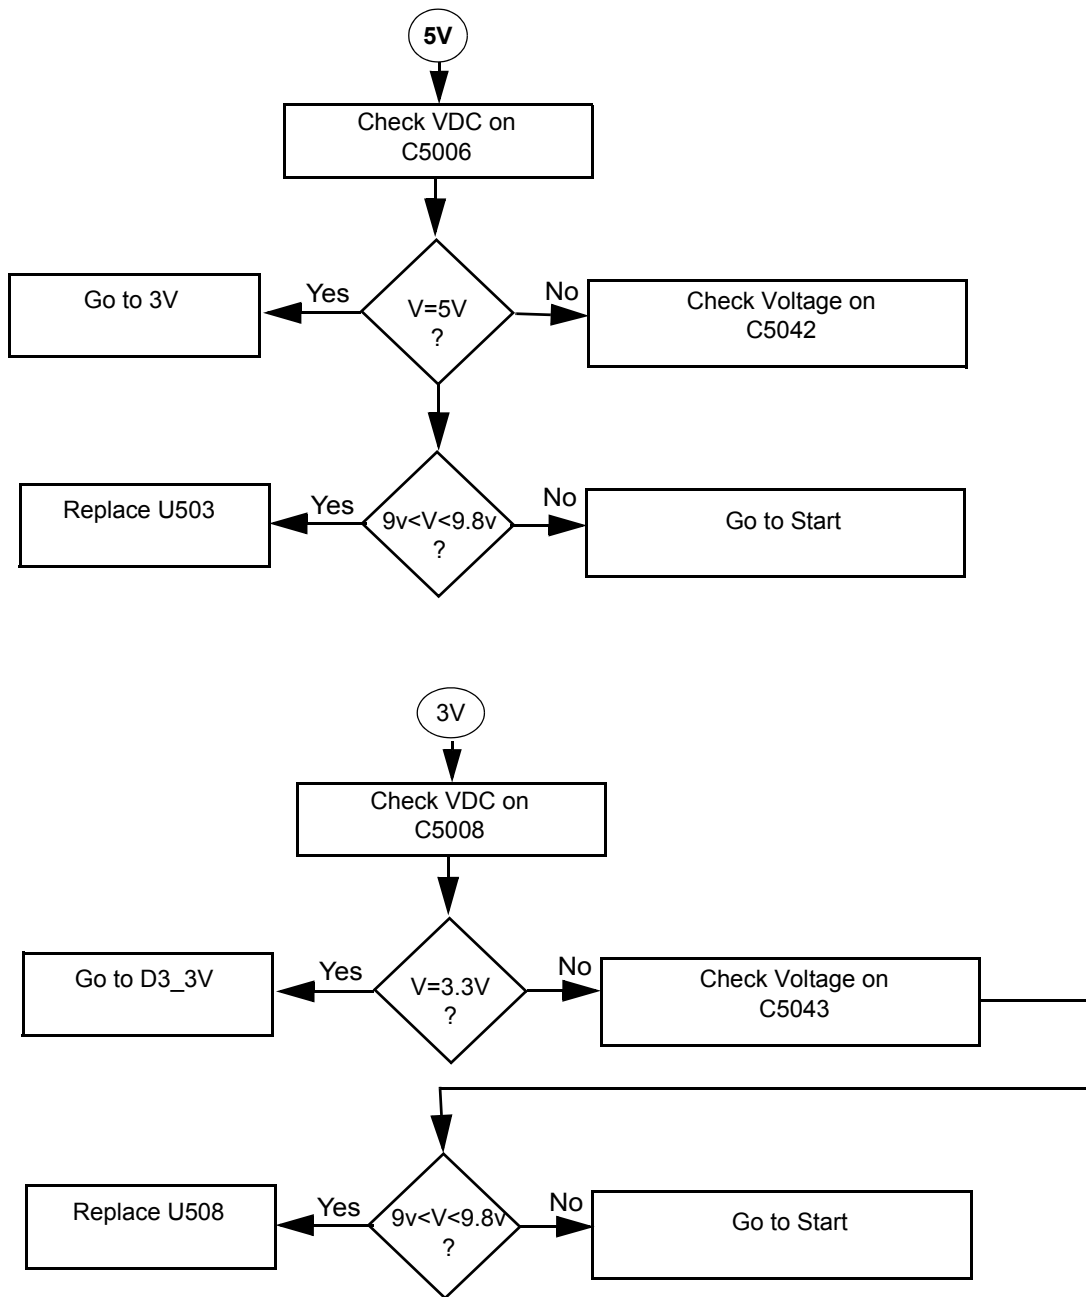 5V
Check VDC on
C5006
Go to 3V
Yes
V=5V
?
No
Check Voltage on
C5042
Replace U503
Yes
9v<V<9.8v
?
No
Go to Start
3V
Check VDC on
C5008
Go to D3_3V
Yes
V=3.3V
?
No
Check Voltage on
C5043
Replace U508
Yes
9v<V<9.8v
?
No
Go to Start